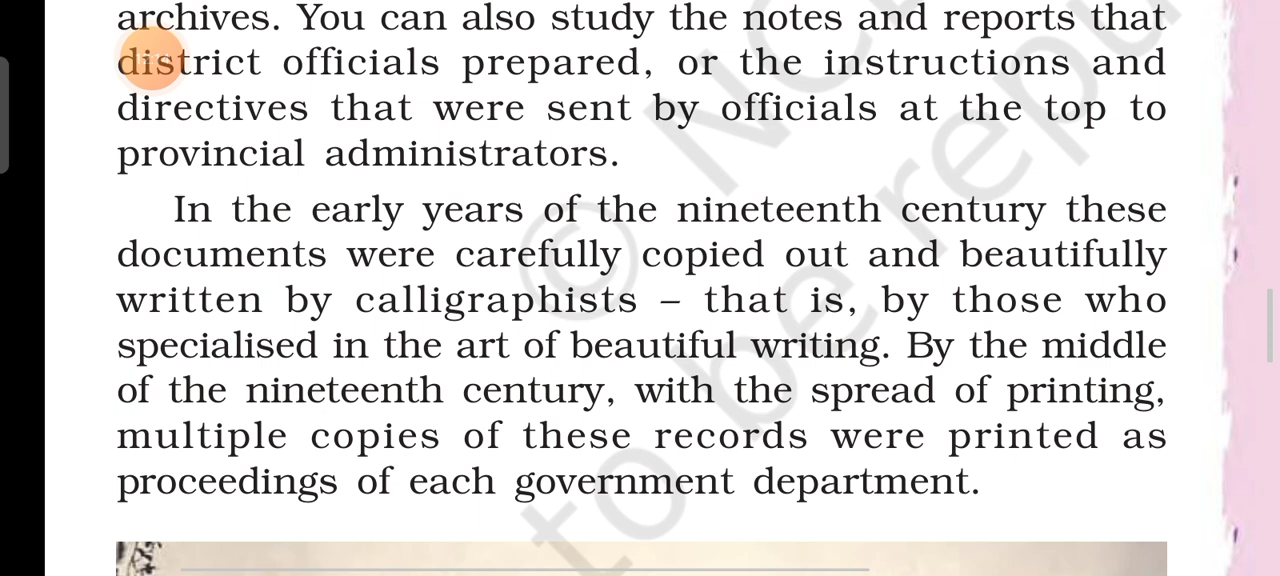 archives. You can also study the notes and reports that
district officials prepared, or the instructions and
directives that were sent by officials at the top to
provincial administrators.
In the early years of the nineteenth century these
documents were carefully copied out and beautifully
written by calligraphists – that is, by those who
specialised in the art of beautiful writing. By the middle
of the nineteenth century, with the spread of printing,
multiple copies of these records were printed as
proceedings of each government department.
© NC
to be repu